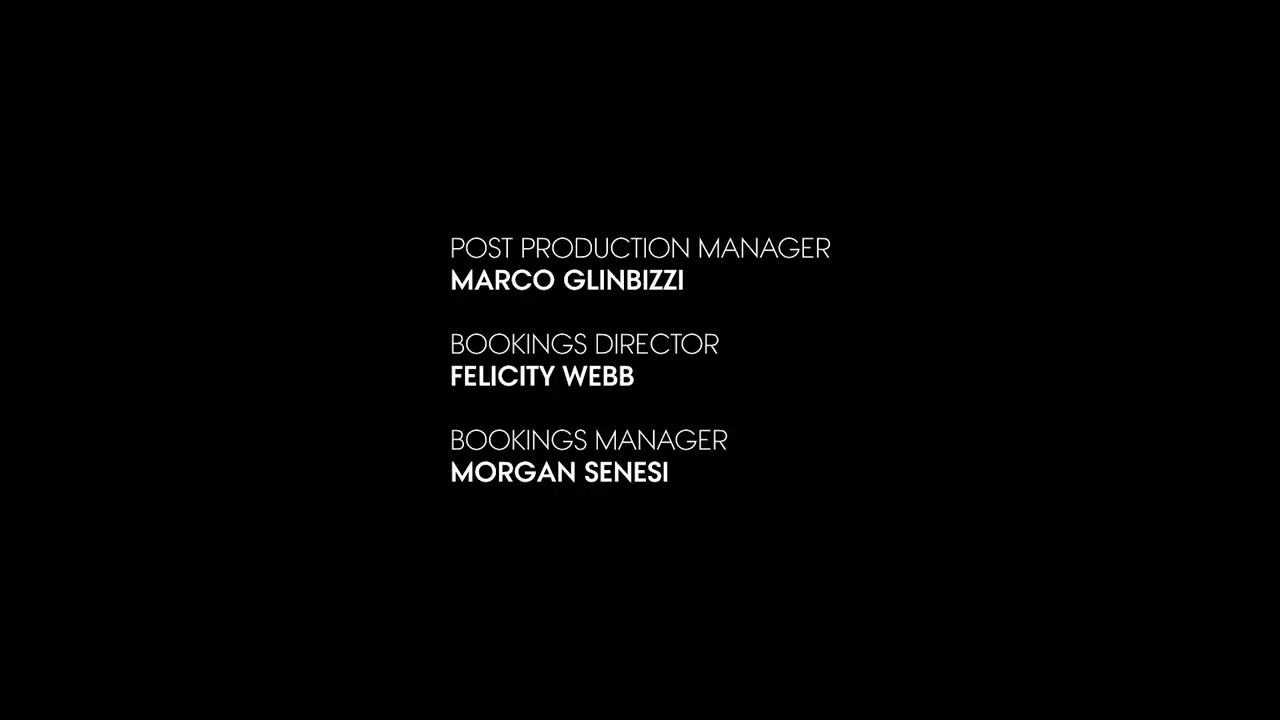 POST PRODUCTION MANAGER
MARCO GLINBIZZI
BOOKINGS DIRECTOR
FELICITY WEBB
BOOKINGS MANAGER
MORGAN SENESI